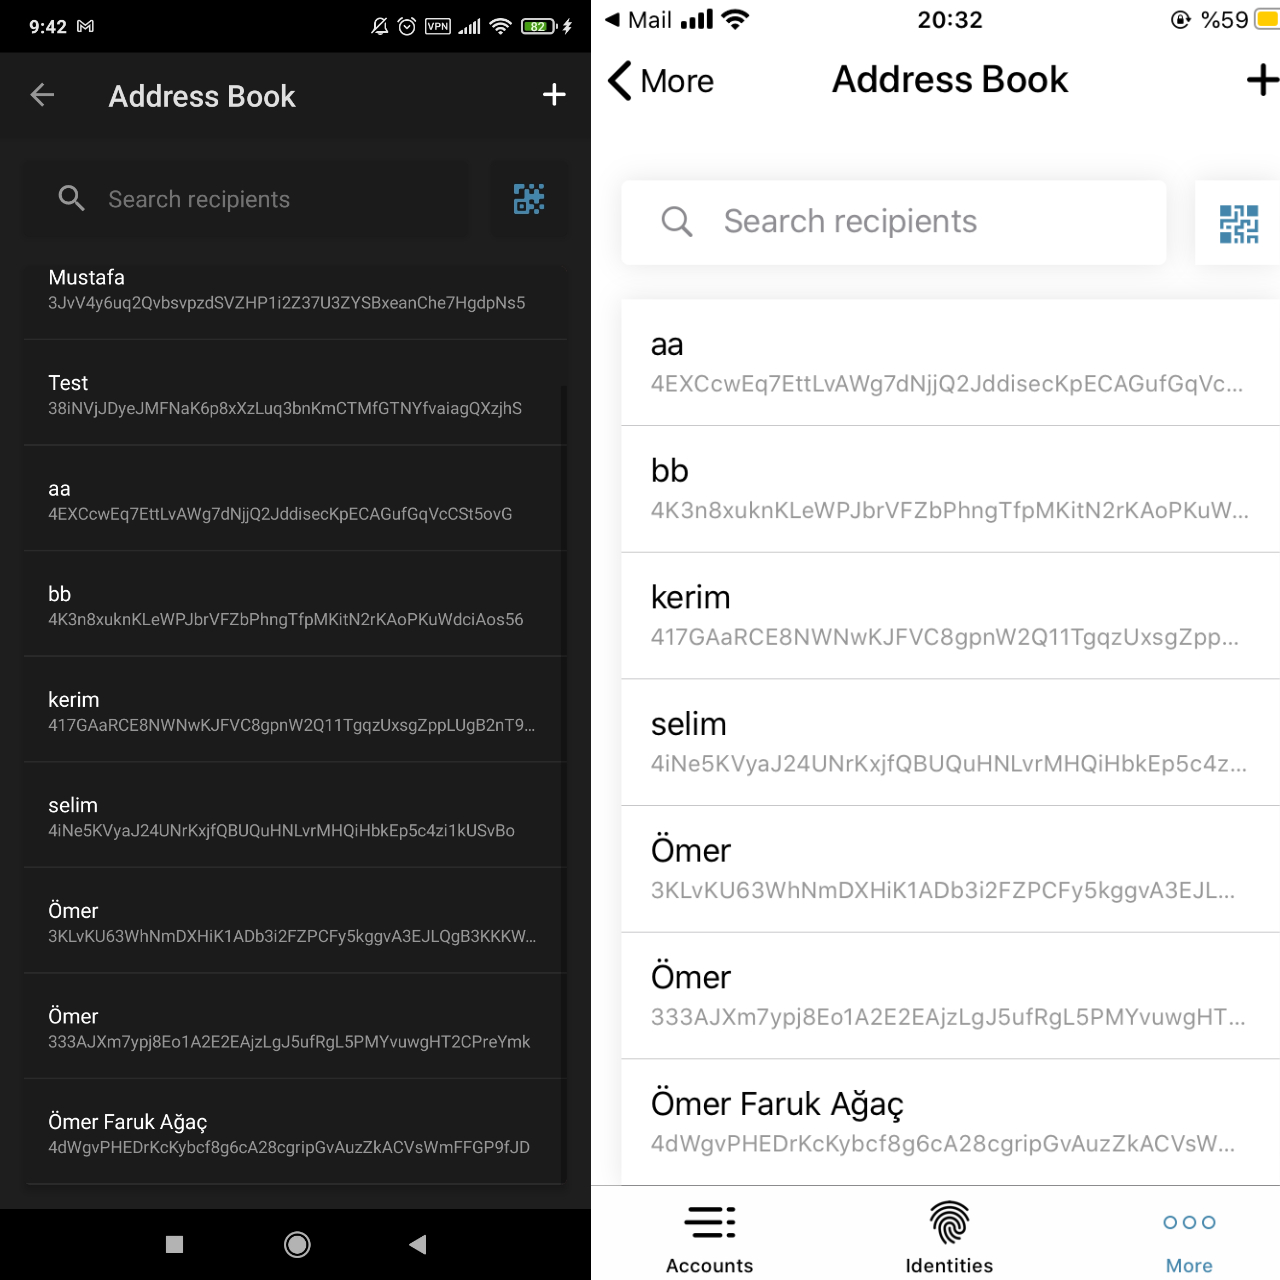 9:42
VPN
82
Address Book
Search recipients
Mustafa
3JvV4y6uq2QvbsvpzdSVZHP1i2Z37U3ZYSBxeanChe7HgdpNs5
Test
38iNVjJDyeJMFNaK6p8xXzLuq3bnKmCTMfGTNYfvaiagQXzjhS
aa
4EXCcwEq7EttLvAWg7dNjjQ2JddisecKpECAGufGqVcCSt5ovG
bb
4K3n8xuknKLeWPJbrVFZbPhngTfpMKitN2rKAoPKuWdciAos56
kerim
417GAaRCE8NWNwKJFVC8gpnW2Q11TgqzUxsgZppLUgB2nT9...
selim
4iNe5KVyaJ24UNrKxjfQBUQuHNLvrMHQiHbkEp5c4zi1kUSvBo
Ömer
3KLvKU63WhNmDXHiK1ADb3i2FZPCFy5kggvA3EJLQgB3KKKW...
Ömer
333AJXm7ypj8Eo1A2E2EAjzLgJ5ufRgL5PMYvuwgHT2CPreYmk
Ömer Faruk Ağaç
4dWgvPHEDrKcKybcf8g6cA28cgripGvAuzZkACVsWmFFGP9fJD
Mail
20:32
%59
More
Address Book
Search recipients
aa
4EXCcwEq7EttLvAWg7dNjjQ2JddisecKpECAGufGqVc...
bb
4K3n8xuknKLeWPJbrVFZbPhngTfpMKitN2rKAoPKuW...
kerim
417GAaRCE8NWNwKJFVC8gpnW2Q11TgqzUxsgZpp...
selim
4iNe5KVyaJ24UNrKxjfQBUQuHNLvrMHQiHbkEp5c4z...
Ömer
3KLvKU63WhNmDXHiK1ADb3i2FZPCFy5kggvA3EJL...
Ömer
333AJXm7ypj8Eo1A2E2EAjzLgJ5ufRgL5PMYvuwgHT...
Ömer Faruk Ağaç
4dWgvPHEDrKcKybcf8g6cA28cgripGvAuzZkACVsW...
Accounts
Identities
More